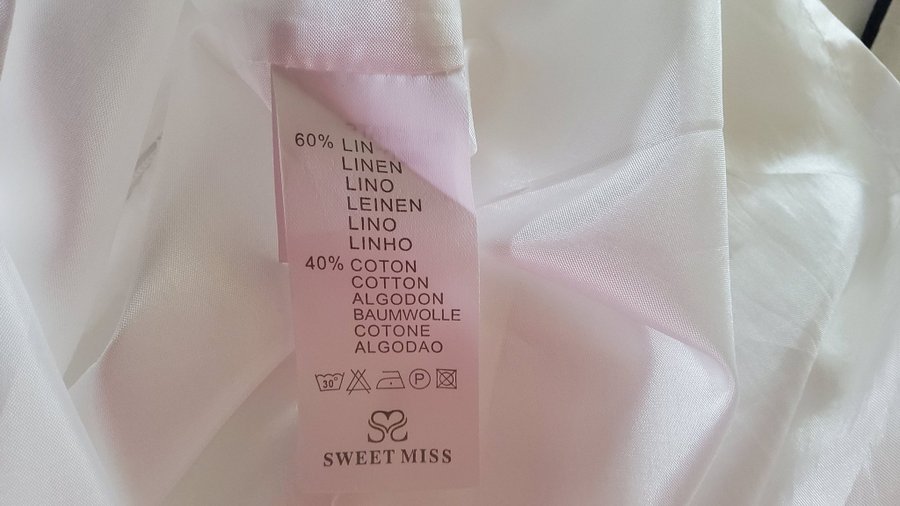 60% LIN
LINEN
LINO
LEINEN
LINO
LINHO
40% COTON
COTTON
ALGODON
BAUMWOLLE
COTONE
ALGODAO
30° P
SWEET MISS